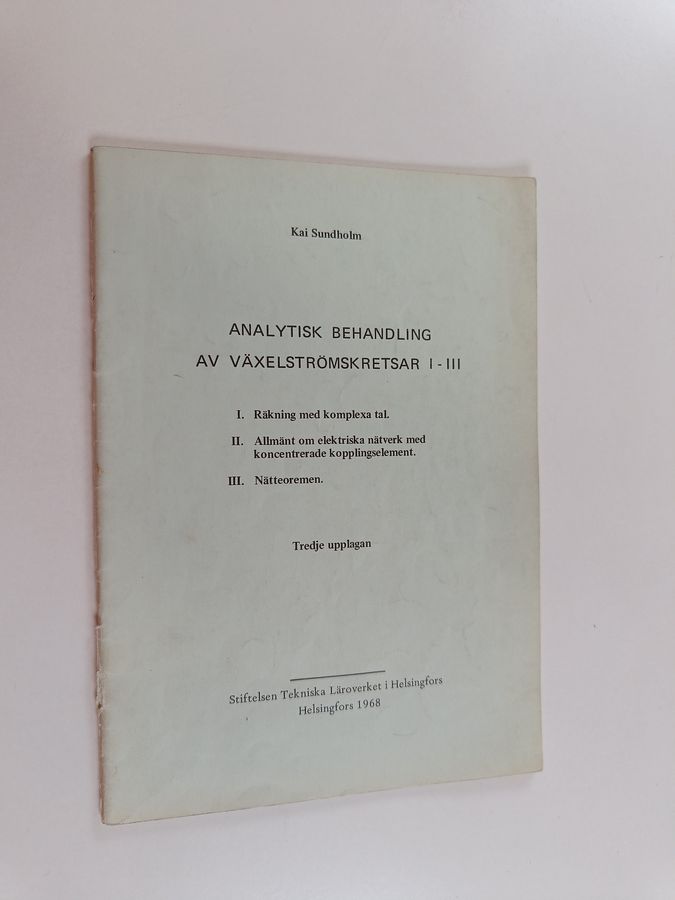 Kai Sundholm
ANALYTISK BEHANDLING
AV VÄXELSTRÖMSKRETSAR I - III
I. Räkning med komplexa tal.
II. Allmänt om elektriska nätverk med
koncentrerade kopplingselement.
III. Nätteoremen.
Tredje upplagan
Stiftelsen Tekniska Läroverket i Helsingfors
Helsingfors 1968